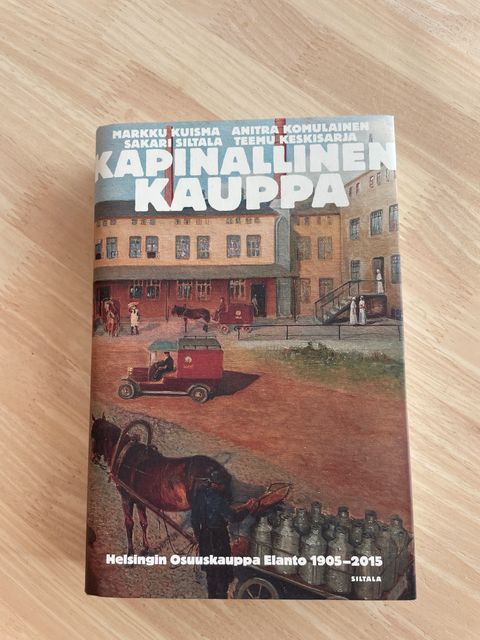 MARKKU KUISMA ANITRA KOMULAINEN
SAKARI SILTALA TEEMU KESKISARJA
KAPINALLINEN
KAUPPA
Helsingin Osuuskauppa Elanto 1905–2015
SILTALA